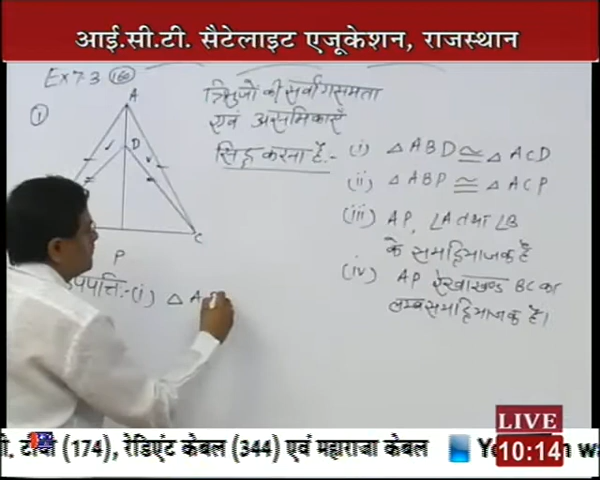 आई.सी.टी. सैटेलाइट एजूकेशन, राजस्थान
Ex 7.3 (160)
(1)
A
D
C
P
त्रिभुजों की सर्वांगसमता
एवं असमिकाएँ
सिद्ध करना है:-
(i) △ABD ≅ △ACD
(ii) △ABP ≅ △ACP
(iii) AP, ∠A तथा ∠B
के समद्विभाजक है
(iv) AP रेखाखण्ड BC का
लम्बसमद्विभाजक है।
उपपत्ति:-(i) △ A
LIVE
10:14
(174), रेडिएंट केबल (344) एवं महाराजा केबल